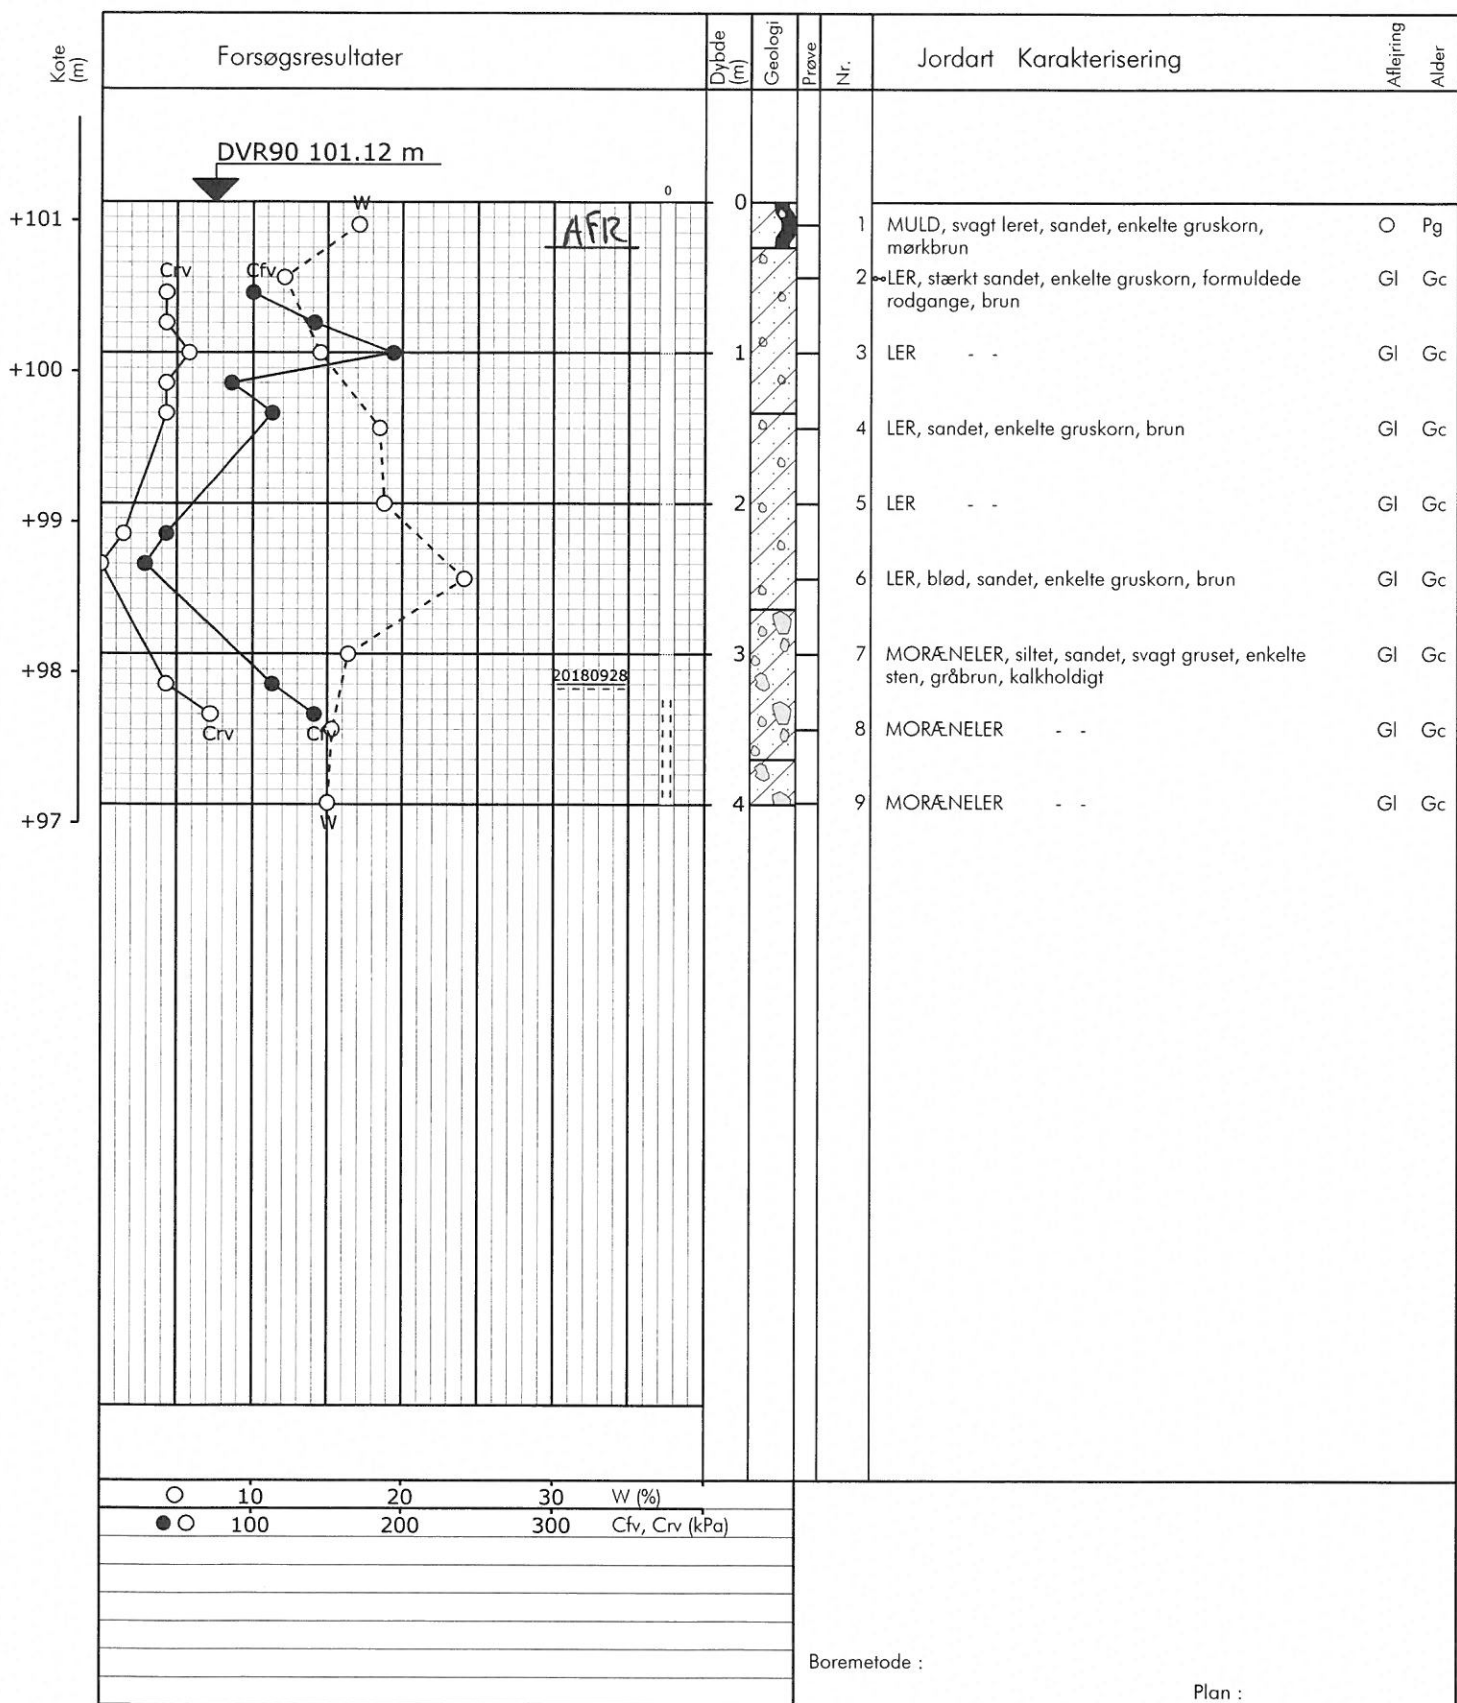 Kote (m)
Forsøgsresultater
Dybde (m)
Geologi
Prøve
Nr.
Jordart Karakterisering
Aflejring
Alder
DVR90 101.12 m
0
W
AFR
0
+101
1 MULD, svagt leret, sandet, enkelte gruskorn, O Pg
mørkbrun
Crv Cfv
2 LER, stærkt sandet, enkelte gruskorn, formuldede Gl Gc
rodgange, brun
+100
1
3 LER - - Gl Gc
4 LER, sandet, enkelte gruskorn, brun Gl Gc
+99
2
5 LER - - Gl Gc
6 LER, blød, sandet, enkelte gruskorn, brun Gl Gc
+98
3
7 MORÆNELER, siltet, sandet, svagt gruset, enkelte Gl Gc
sten, gråbrun, kalkholdigt
20180928
Crv
8 MORÆNELER - - Gl Gc
+97
W
4
9 MORÆNELER - - Gl Gc
10 20 30 W (%)
100 200 300 Cfv, Crv (kPa)
Boremetode :
Plan :